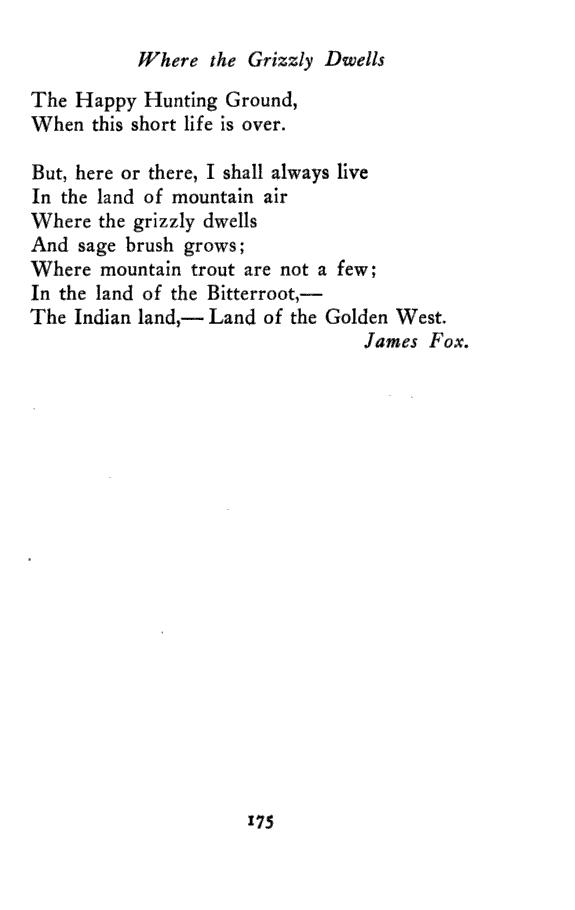 Where the Grizzly Dwells
The Happy Hunting Ground,
When this short life is over.
But, here or there, I shall always live
In the land of mountain air
Where the grizzly dwells
And sage brush grows;
Where mountain trout are not a few;
In the land of the Bitterroot,—
The Indian land,— Land of the Golden West.
James Fox.
175